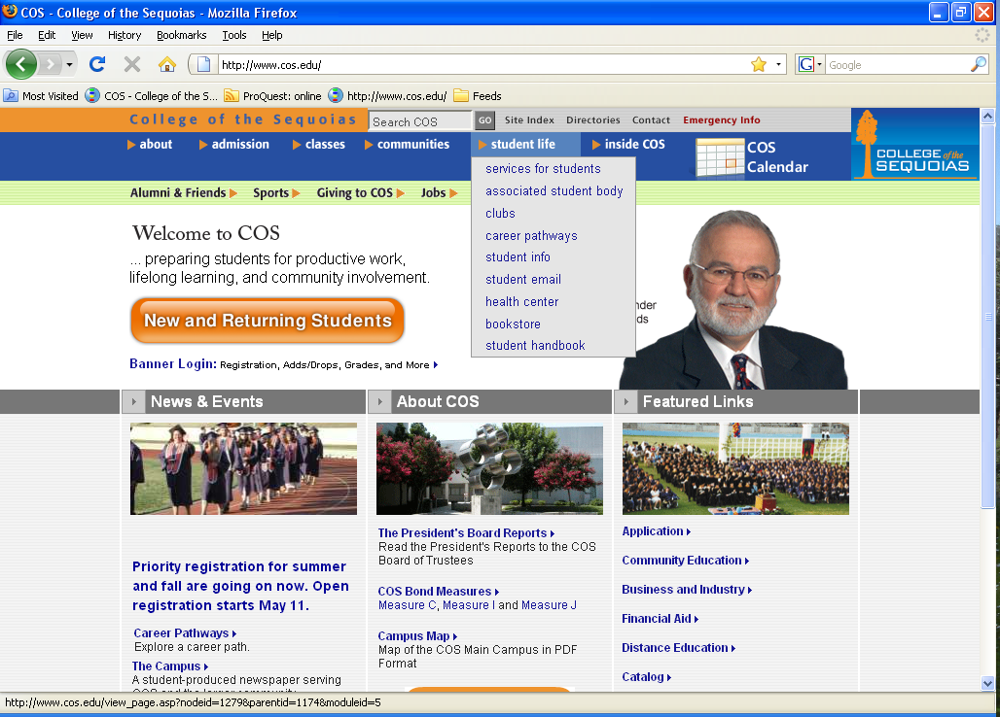 COS - College of the Sequoias - Mozilla Firefox
File Edit View History Bookmarks Tools Help
http://www.cos.edu/
G Google
Most Visited COS - College of the S... ProQuest: online http://www.cos.edu/ Feeds
College of the Sequoias Search COS GO Site Index Directories Contact Emergency Info
about admission classes communities student life inside COS
COS
Calendar
COLLEGE of the
SEQUOIAS
Alumni & Friends Sports Giving to COS Jobs
services for students
associated student body
clubs
career pathways
student info
student email
health center
bookstore
student handbook
Welcome to COS
... preparing students for productive work,
lifelong learning, and community involvement.
New and Returning Students
Banner Login: Registration, Adds/Drops, Grades, and More
News & Events
Priority registration for summer
and fall are going on now. Open
registration starts May 11.
Career Pathways
Explore a career path.
The Campus
A student-produced newspaper serving
About COS
The President's Board Reports
Read the President's Reports to the COS
Board of Trustees
COS Bond Measures
Measure C, Measure I and Measure J
Campus Map
Map of the COS Main Campus in PDF
Format
Featured Links
Application
Community Education
Business and Industry
Financial Aid
Distance Education
Catalog
http://www.cos.edu/view_page.asp?nodeid=1279&parentid=1174&moduleid=5